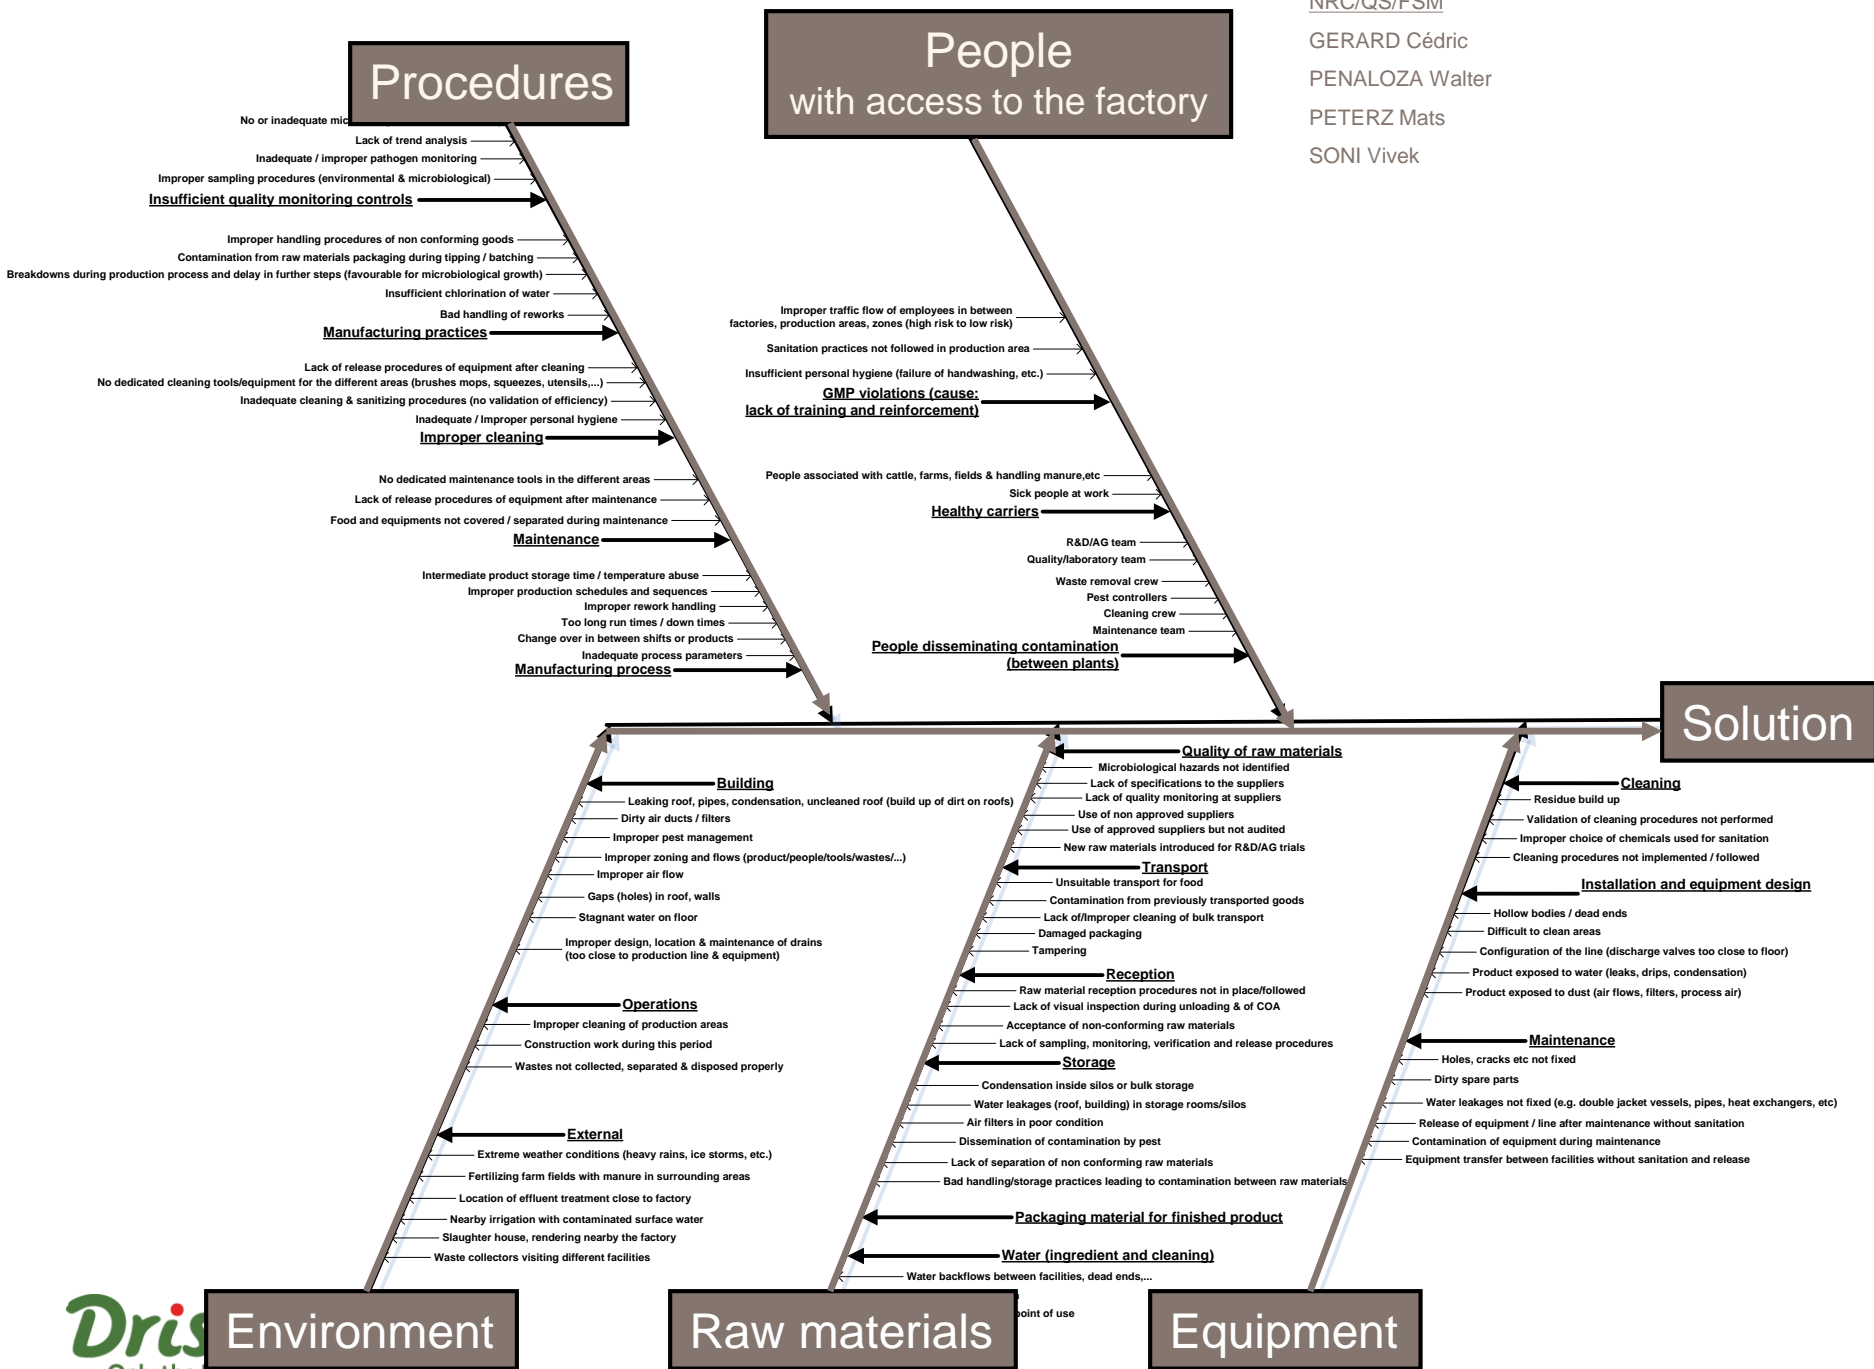 NRC/QS/FSM
GERARD Cédric
PENALOZA Walter
PETERZ Mats
SONI Vivek
Procedures
No or inadequate
Lack of trend analysis
Inadequate / improper pathogen monitoring
Improper sampling procedures (environmental & microbiological)
Insufficient quality monitoring controls
Improper handling procedures of non conforming goods
Contamination from raw materials packaging during tipping / batching
Breakdowns during production process and delay in further steps (favourable for microbiological growth)
Insufficient chlorination of water
Bad handling of reworks
Manufacturing practices
Lack of release procedures of equipment after cleaning
No dedicated cleaning tools/equipment for the different areas (brushes mops, squeezes, utensils,...)
Inadequate cleaning & sanitizing procedures (no validation of efficiency)
Inadequate / Improper personal hygiene
Improper cleaning
No dedicated maintenance tools in the different areas
Lack of release procedures of equipment after maintenance
Food and equipments not covered / separated during maintenance
Maintenance
Intermediate product storage time / temperature abuse
Improper production schedules and sequences
Improper rework handling
Too long run times / down times
Change over in between shifts or products
Inadequate process parameters
Manufacturing process
People
with access to the factory
Improper traffic flow of employees in between
factories, production areas, zones (high risk to low risk)
Sanitation practices not followed in production area
Insufficient personal hygiene (failure of handwashing, etc.)
GMP violations (cause:
lack of training and reinforcement)
People associated with cattle, farms, fields & handling manure,etc
Sick people at work
Healthy carriers
R&D/AG team
Quality/laboratory team
Waste removal crew
Pest controllers
Cleaning crew
Maintenance team
People disseminating contamination
(between plants)
Solution
Building
Leaking roof, pipes, condensation, uncleaned roof (build up of dirt on roofs)
Dirty air ducts / filters
Improper pest management
Improper zoning and flows (product/people/tools/wastes/...)
Improper air flow
Gaps (holes) in roof, walls
Stagnant water on floor
Improper design, location & maintenance of drains
(too close to production line & equipment)
Operations
Improper cleaning of production areas
Construction work during this period
Wastes not collected, separated & disposed properly
External
Extreme weather conditions (heavy rains, ice storms, etc.)
Fertilizing farm fields with manure in surrounding areas
Location of effluent treatment close to factory
Nearby irrigation with contaminated surface water
Slaughter house, rendering nearby the factory
Waste collectors visiting different facilities
Environment
Quality of raw materials
Microbiological hazards not identified
Lack of specifications to the suppliers
Lack of quality monitoring at suppliers
Use of non approved suppliers
Use of approved suppliers but not audited
New raw materials introduced for R&D/AG trials
Transport
Unsuitable transport for food
Contamination from previously transported goods
Lack of/Improper cleaning of bulk transport
Damaged packaging
Tampering
Reception
Raw material reception procedures not in place/followed
Lack of visual inspection during unloading & of COA
Acceptance of non-conforming raw materials
Lack of sampling, monitoring, verification and release procedures
Storage
Condensation inside silos or bulk storage
Water leakages (roof, building) in storage rooms/silos
Air filters in poor condition
Dissemination of contamination by pest
Lack of separation of non conforming raw materials
Bad handling/storage practices leading to contamination between raw materials
Packaging material for finished product
Water (ingredient and cleaning)
Water backflows between facilities, dead ends,...
point of use
Raw materials
Cleaning
Residue build up
Validation of cleaning procedures not performed
Improper choice of chemicals used for sanitation
Cleaning procedures not implemented / followed
Installation and equipment design
Hollow bodies / dead ends
Difficult to clean areas
Configuration of the line (discharge valves too close to floor)
Product exposed to water (leaks, drips, condensation)
Product exposed to dust (air flows, filters, process air)
Maintenance
Holes, cracks etc not fixed
Dirty spare parts
Water leakages not fixed (e.g. double jacket vessels, pipes, heat exchangers, etc)
Release of equipment / line after maintenance without sanitation
Contamination of equipment during maintenance
Equipment transfer between facilities without sanitation and release
Equipment
Dris
Only the